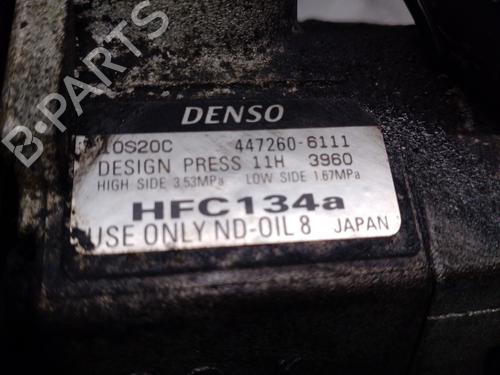 B-PARTS
DENSO
10S20C 447260-6111
DESIGN PRESS 11H 3960
HIGH SIDE 3.53MPa LOW SIDE 1.67MPa
HFC134a
USE ONLY ND-OIL 8 JAPAN